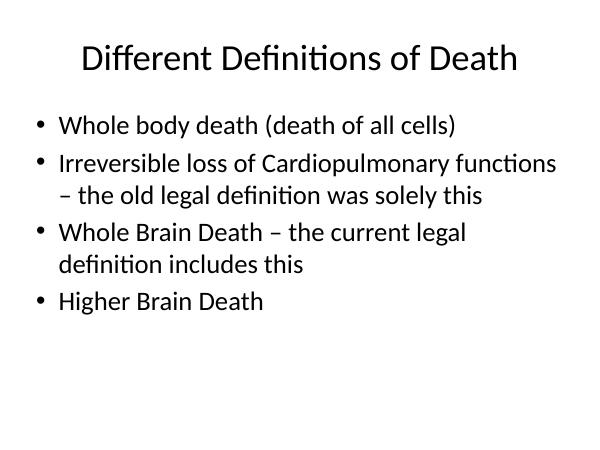 Different Definitions of Death
• Whole body death (death of all cells)
• Irreversible loss of Cardiopulmonary functions
– the old legal definition was solely this
• Whole Brain Death – the current legal
definition includes this
• Higher Brain Death